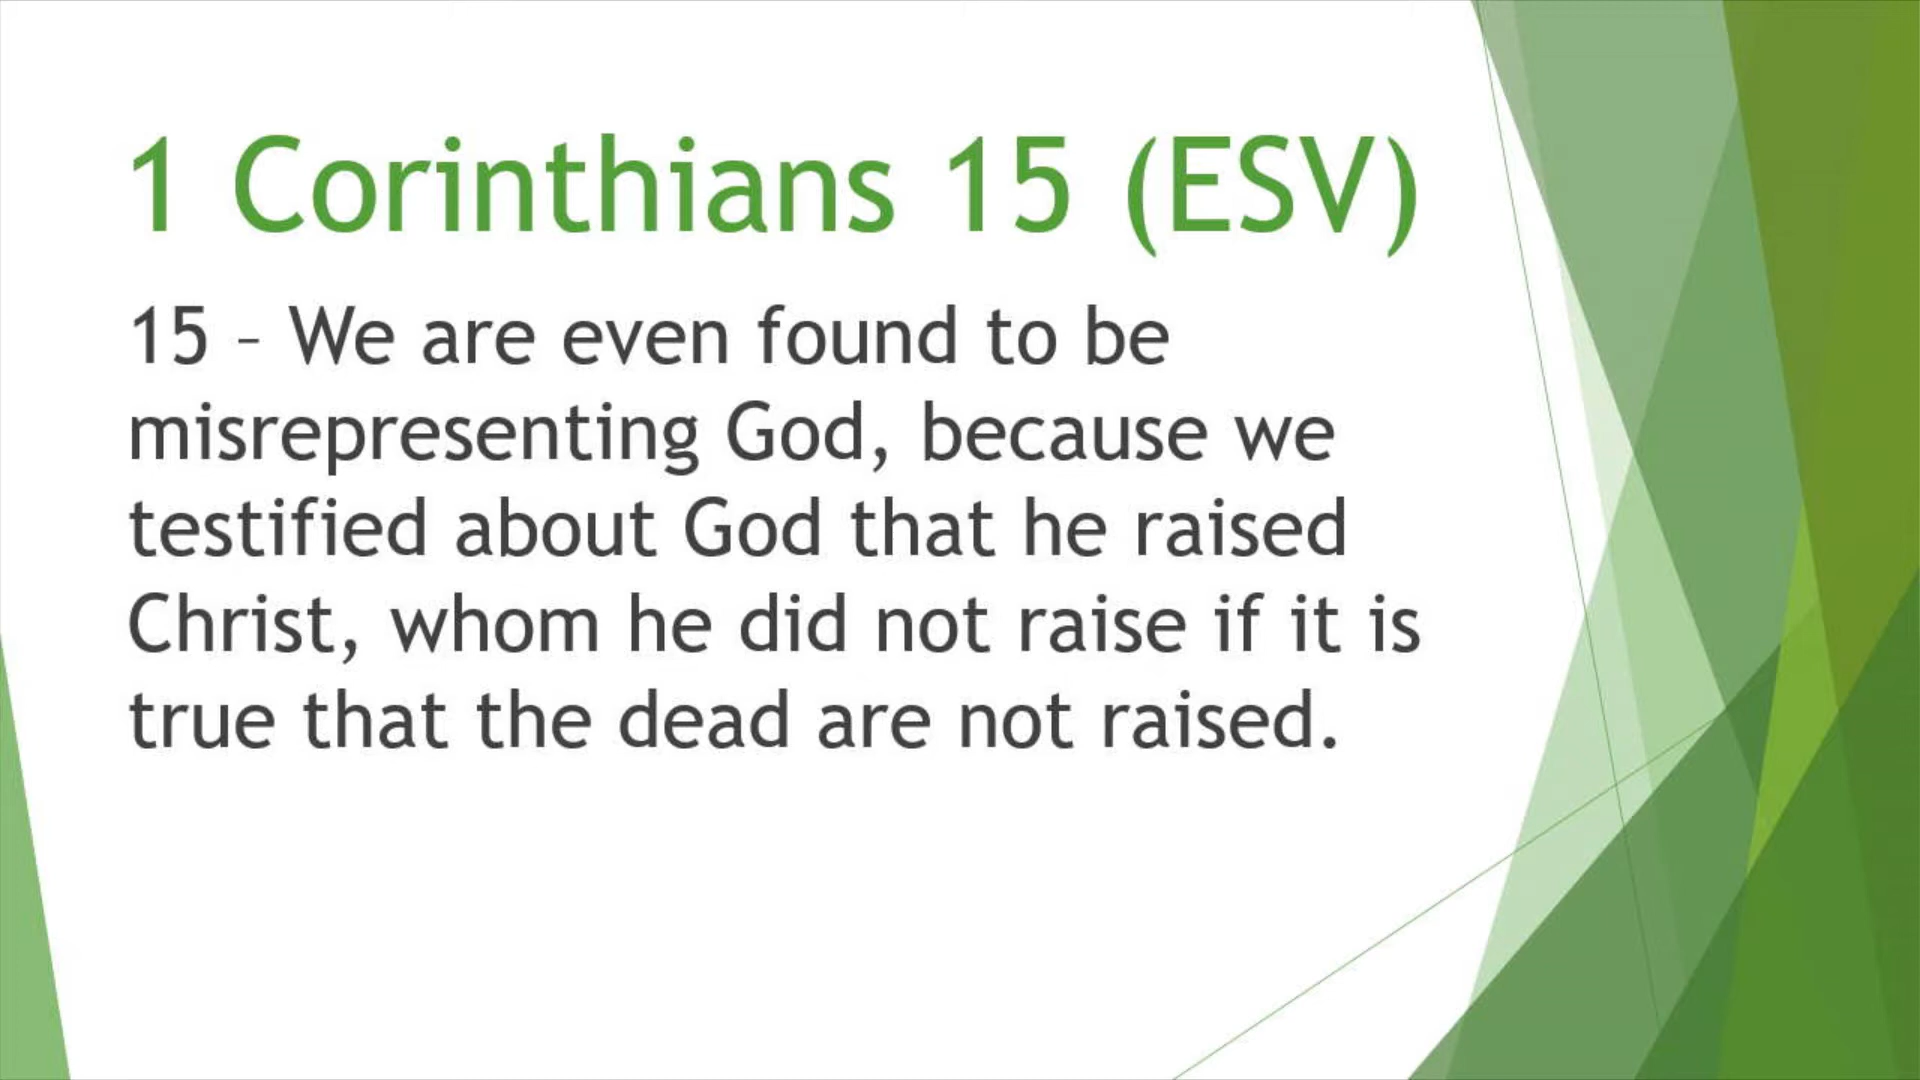 1 Corinthians 15 (ESV)
15 – We are even found to be
misrepresenting God, because we
testified about God that he raised
Christ, whom he did not raise if it is
true that the dead are not raised.